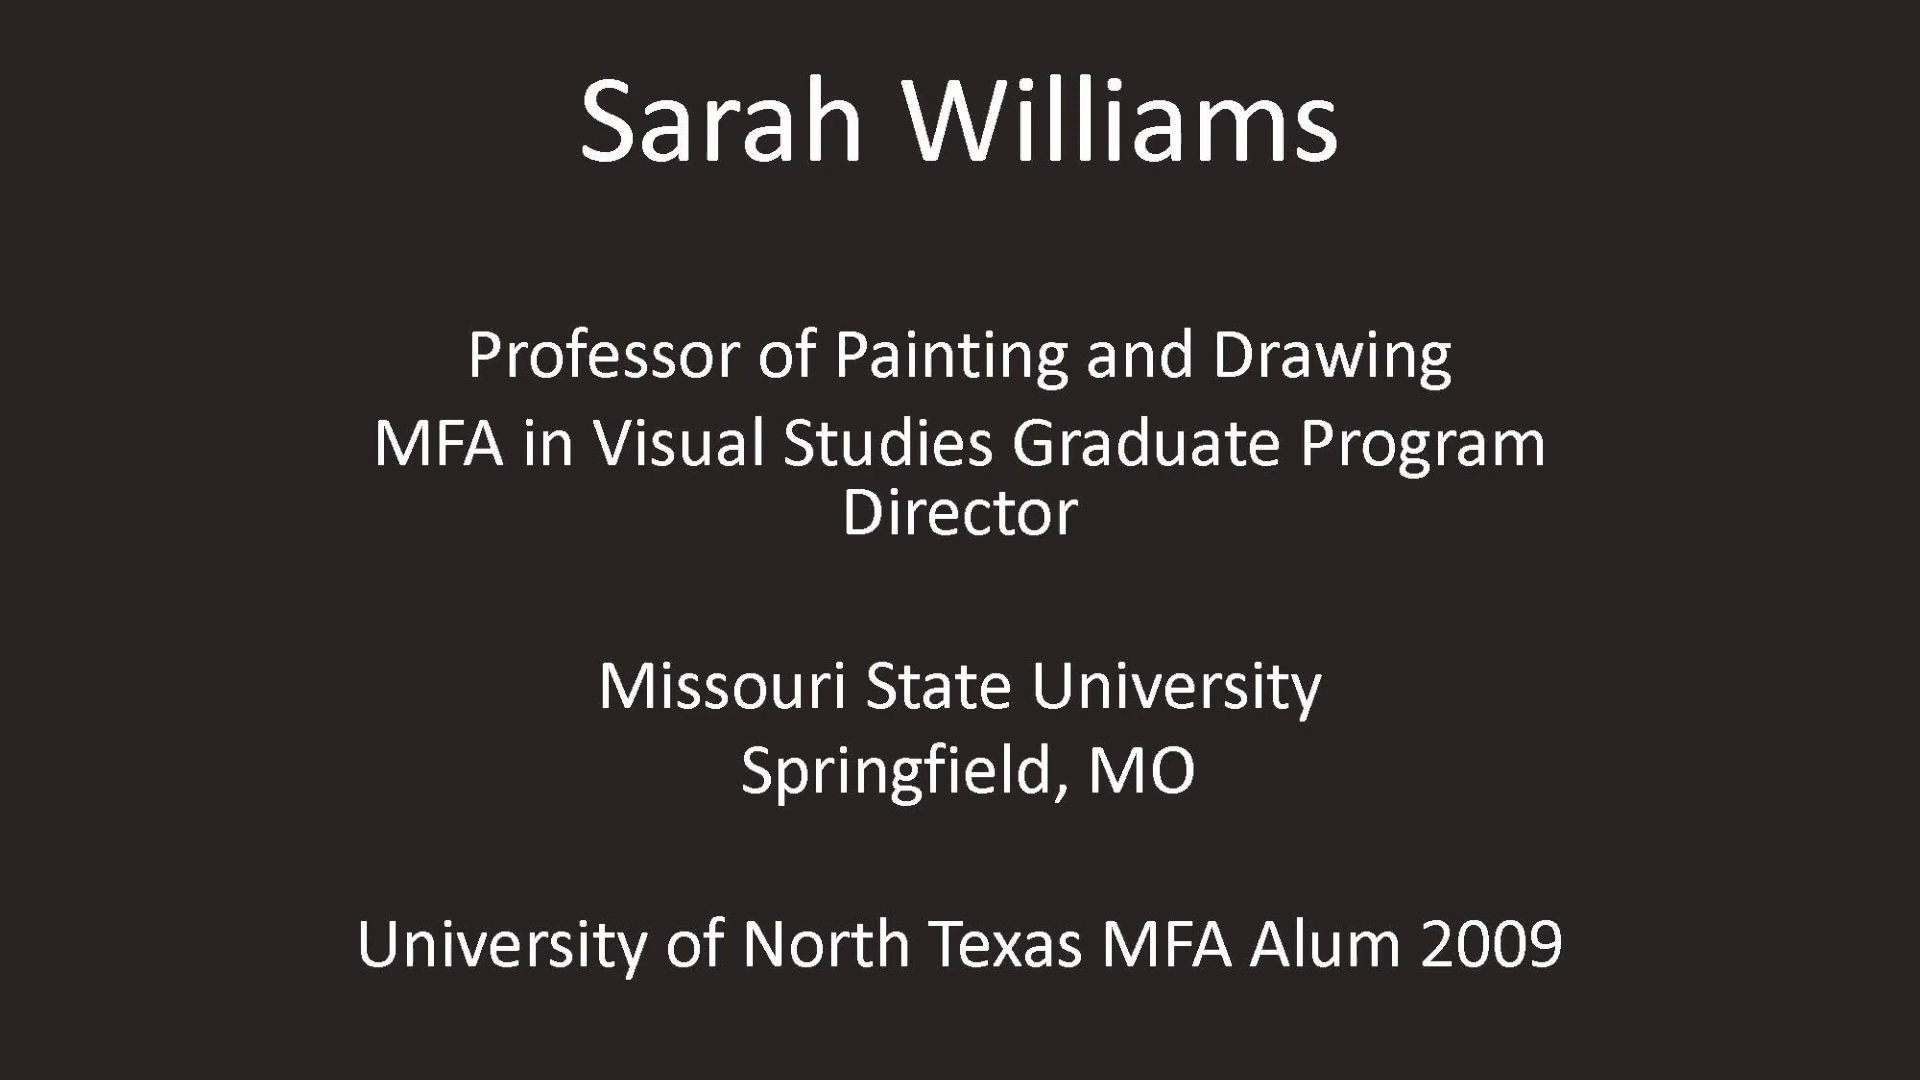 Sarah Williams
Professor of Painting and Drawing
MFA in Visual Studies Graduate Program
Director
Missouri State University
Springfield, MO
University of North Texas MFA Alum 2009